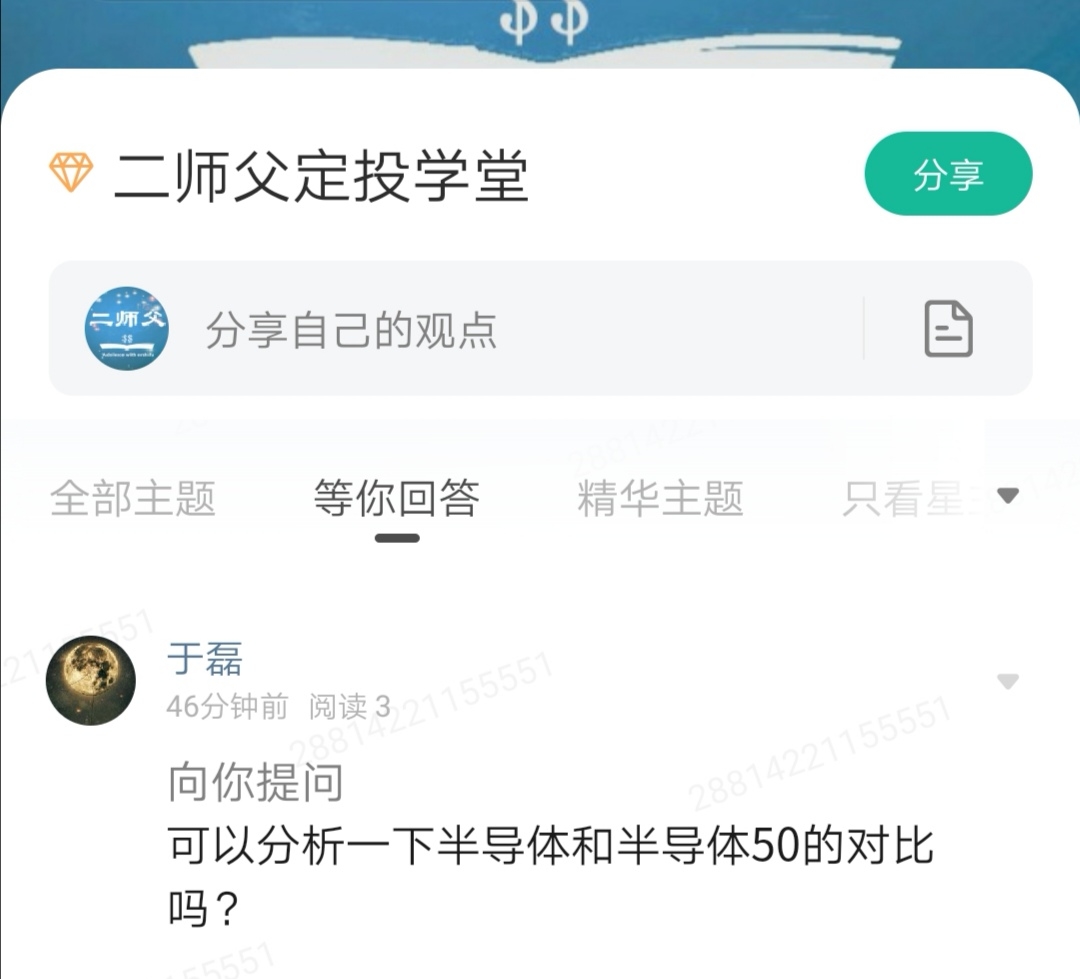 $$
二师父定投学堂
分享
二师父
$$
分享自己的观点
全部主题
等你回答
精华主题
只看星主
于磊
46分钟前 阅读 3
28814221155551
28814221155551
向你提问
可以分析一下半导体和半导体50的对比
吗？